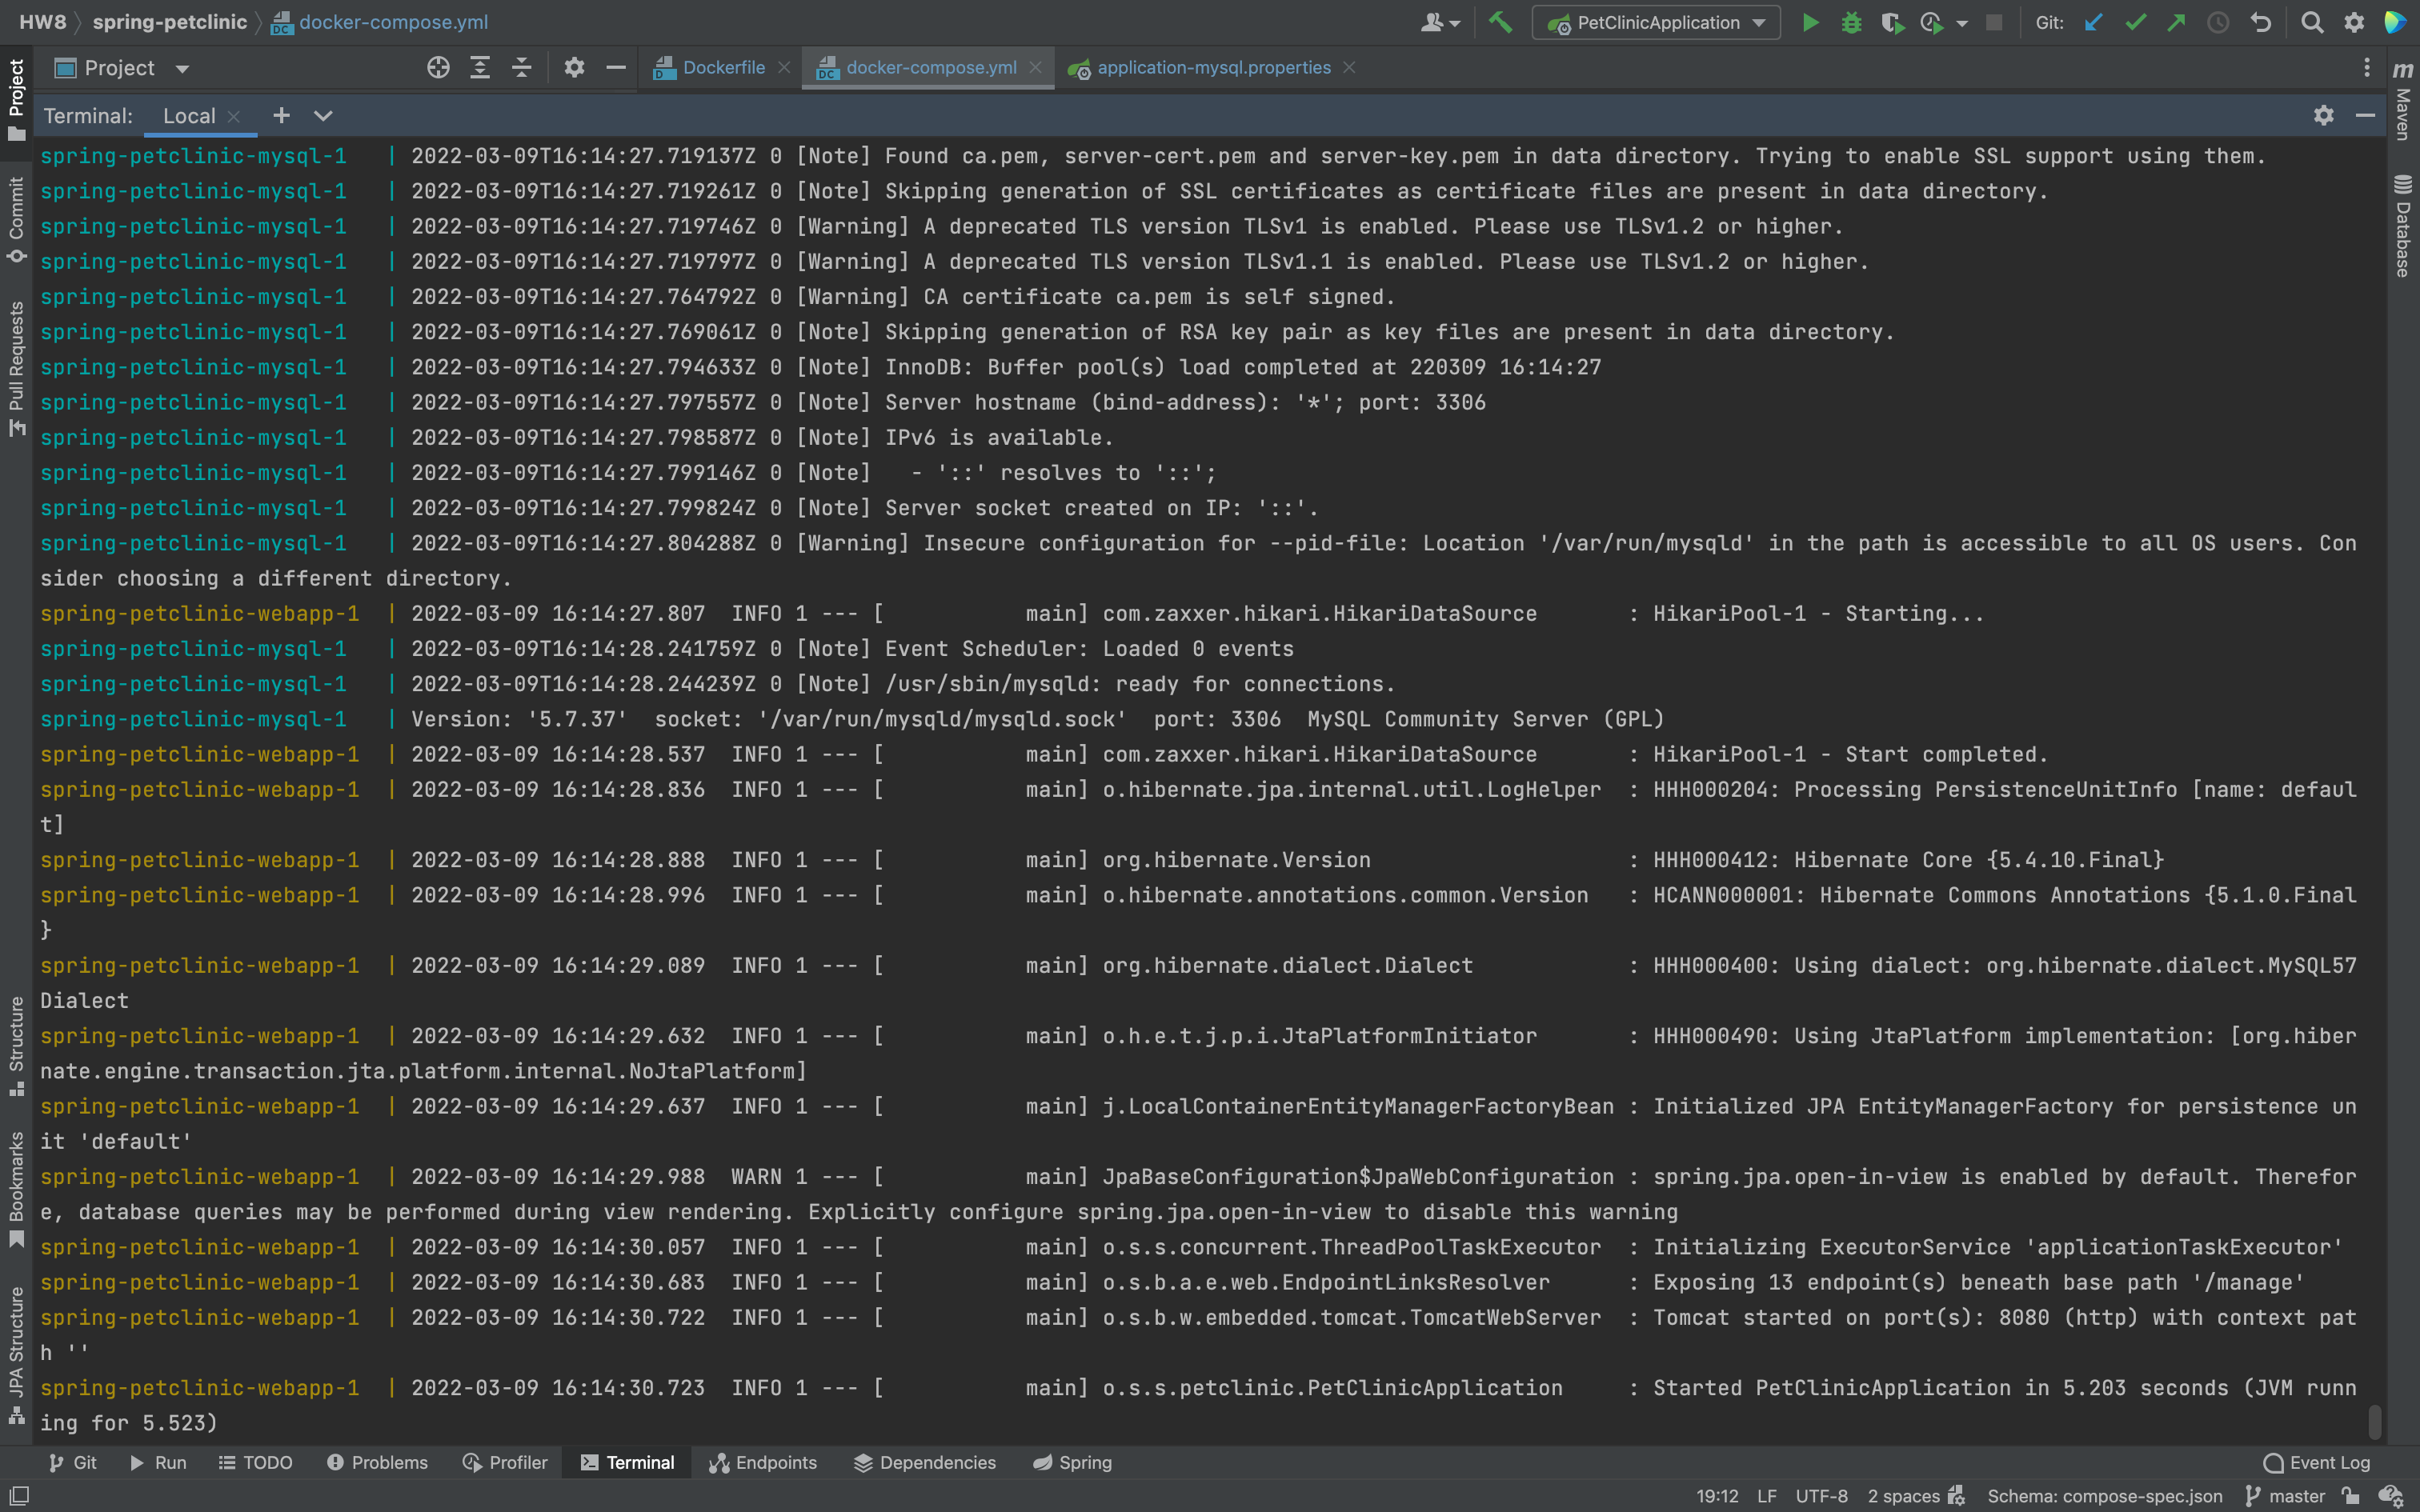 HW8 spring-petclinic docker-compose.yml PetClinicApplication Git:
Project Dockerfile docker-compose.yml application-mysql.properties
Terminal: Local
spring-petclinic-mysql-1 | 2022-03-09T16:14:27.719137Z 0 [Note] Found ca.pem, server-cert.pem and server-key.pem in data directory. Trying to enable SSL support using them.
spring-petclinic-mysql-1 | 2022-03-09T16:14:27.719261Z 0 [Note] Skipping generation of SSL certificates as certificate files are present in data directory.
spring-petclinic-mysql-1 | 2022-03-09T16:14:27.719746Z 0 [Warning] A deprecated TLS version TLSv1 is enabled. Please use TLSv1.2 or higher.
spring-petclinic-mysql-1 | 2022-03-09T16:14:27.719797Z 0 [Warning] A deprecated TLS version TLSv1.1 is enabled. Please use TLSv1.2 or higher.
spring-petclinic-mysql-1 | 2022-03-09T16:14:27.764792Z 0 [Warning] CA certificate ca.pem is self signed.
spring-petclinic-mysql-1 | 2022-03-09T16:14:27.769061Z 0 [Note] Skipping generation of RSA key pair as key files are present in data directory.
spring-petclinic-mysql-1 | 2022-03-09T16:14:27.794633Z 0 [Note] InnoDB: Buffer pool(s) load completed at 220309 16:14:27
spring-petclinic-mysql-1 | 2022-03-09T16:14:27.797557Z 0 [Note] Server hostname (bind-address): '*'; port: 3306
spring-petclinic-mysql-1 | 2022-03-09T16:14:27.798587Z 0 [Note] IPv6 is available.
spring-petclinic-mysql-1 | 2022-03-09T16:14:27.799146Z 0 [Note] - '::' resolves to '::';
spring-petclinic-mysql-1 | 2022-03-09T16:14:27.799824Z 0 [Note] Server socket created on IP: '::'.
spring-petclinic-mysql-1 | 2022-03-09T16:14:27.804288Z 0 [Warning] Insecure configuration for --pid-file: Location '/var/run/mysqld' in the path is accessible to all OS users. Con
sider choosing a different directory.
spring-petclinic-webapp-1 | 2022-03-09 16:14:27.807 INFO 1 --- [ main] com.zaxxer.hikari.HikariDataSource : HikariPool-1 - Starting...
spring-petclinic-mysql-1 | 2022-03-09T16:14:28.241759Z 0 [Note] Event Scheduler: Loaded 0 events
spring-petclinic-mysql-1 | 2022-03-09T16:14:28.244239Z 0 [Note] /usr/sbin/mysqld: ready for connections.
spring-petclinic-mysql-1 | Version: '5.7.37' socket: '/var/run/mysqld/mysqld.sock' port: 3306 MySQL Community Server (GPL)
spring-petclinic-webapp-1 | 2022-03-09 16:14:28.537 INFO 1 --- [ main] com.zaxxer.hikari.HikariDataSource : HikariPool-1 - Start completed.
spring-petclinic-webapp-1 | 2022-03-09 16:14:28.836 INFO 1 --- [ main] o.hibernate.jpa.internal.util.LogHelper : HHH000204: Processing PersistenceUnitInfo [name: defaul
t]
spring-petclinic-webapp-1 | 2022-03-09 16:14:28.888 INFO 1 --- [ main] org.hibernate.Version : HHH000412: Hibernate Core {5.4.10.Final}
spring-petclinic-webapp-1 | 2022-03-09 16:14:28.996 INFO 1 --- [ main] o.hibernate.annotations.common.Version : HCANN000001: Hibernate Commons Annotations {5.1.0.Final
}
spring-petclinic-webapp-1 | 2022-03-09 16:14:29.089 INFO 1 --- [ main] org.hibernate.dialect.Dialect : HHH000400: Using dialect: org.hibernate.dialect.MySQL57
Dialect
spring-petclinic-webapp-1 | 2022-03-09 16:14:29.632 INFO 1 --- [ main] o.h.e.t.j.p.i.JtaPlatformInitiator : HHH000490: Using JtaPlatform implementation: [org.hiber
nate.engine.transaction.jta.platform.internal.NoJtaPlatform]
spring-petclinic-webapp-1 | 2022-03-09 16:14:29.637 INFO 1 --- [ main] j.LocalContainerEntityManagerFactoryBean : Initialized JPA EntityManagerFactory for persistence un
it 'default'
spring-petclinic-webapp-1 | 2022-03-09 16:14:29.988 WARN 1 --- [ main] JpaBaseConfiguration$JpaWebConfiguration : spring.jpa.open-in-view is enabled by default. Therefor
e, database queries may be performed during view rendering. Explicitly configure spring.jpa.open-in-view to disable this warning
spring-petclinic-webapp-1 | 2022-03-09 16:14:30.057 INFO 1 --- [ main] o.s.s.concurrent.ThreadPoolTaskExecutor : Initializing ExecutorService 'applicationTaskExecutor'
spring-petclinic-webapp-1 | 2022-03-09 16:14:30.683 INFO 1 --- [ main] o.s.b.a.e.web.EndpointLinksResolver : Exposing 13 endpoint(s) beneath base path '/manage'
spring-petclinic-webapp-1 | 2022-03-09 16:14:30.722 INFO 1 --- [ main] o.s.b.w.embedded.tomcat.TomcatWebServer : Tomcat started on port(s): 8080 (http) with context pat
h ''
spring-petclinic-webapp-1 | 2022-03-09 16:14:30.723 INFO 1 --- [ main] o.s.s.petclinic.PetClinicApplication : Started PetClinicApplication in 5.203 seconds (JVM runn
ing for 5.523)
Project
Commit
Pull Requests
Structure
Bookmarks
JPA Structure
m
Maven
Database
Git Run TODO Problems Profiler Terminal Endpoints Dependencies Spring Event Log
19:12 LF UTF-8 2 spaces Schema: compose-spec.json master